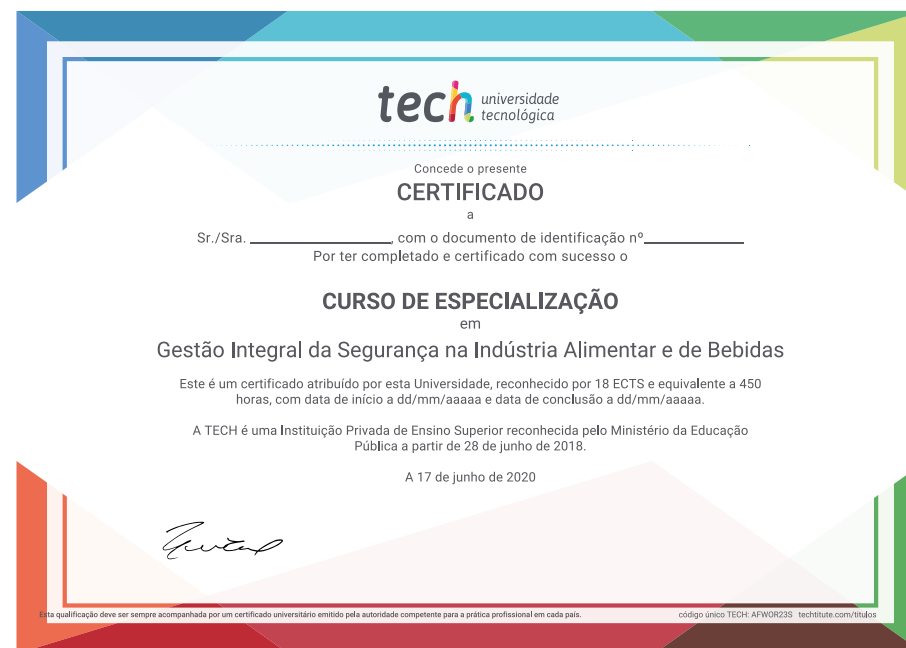 tech universidade
tecnológica
Concede o presente
CERTIFICADO
a
Sr./Sra. ____________________, com o documento de identificação nº______________
Por ter completado e certificado com sucesso o
CURSO DE ESPECIALIZAÇÃO
em
Gestão Integral da Segurança na Indústria Alimentar e de Bebidas
Este é um certificado atribuído por esta Universidade, reconhecido por 18 ECTS e equivalente a 450
horas, com data de início a dd/mm/aaaaa e data de conclusão a dd/mm/aaaaa.
A TECH é uma Instituição Privada de Ensino Superior reconhecida pelo Ministério da Educação
Pública a partir de 28 de junho de 2018.
A 17 de junho de 2020
Esta qualificação deve ser sempre acompanhada por um certificado universitário emitido pela autoridade competente para a prática profissional em cada país.
código único TECH: AFWOR23S techtitute.com/titulos